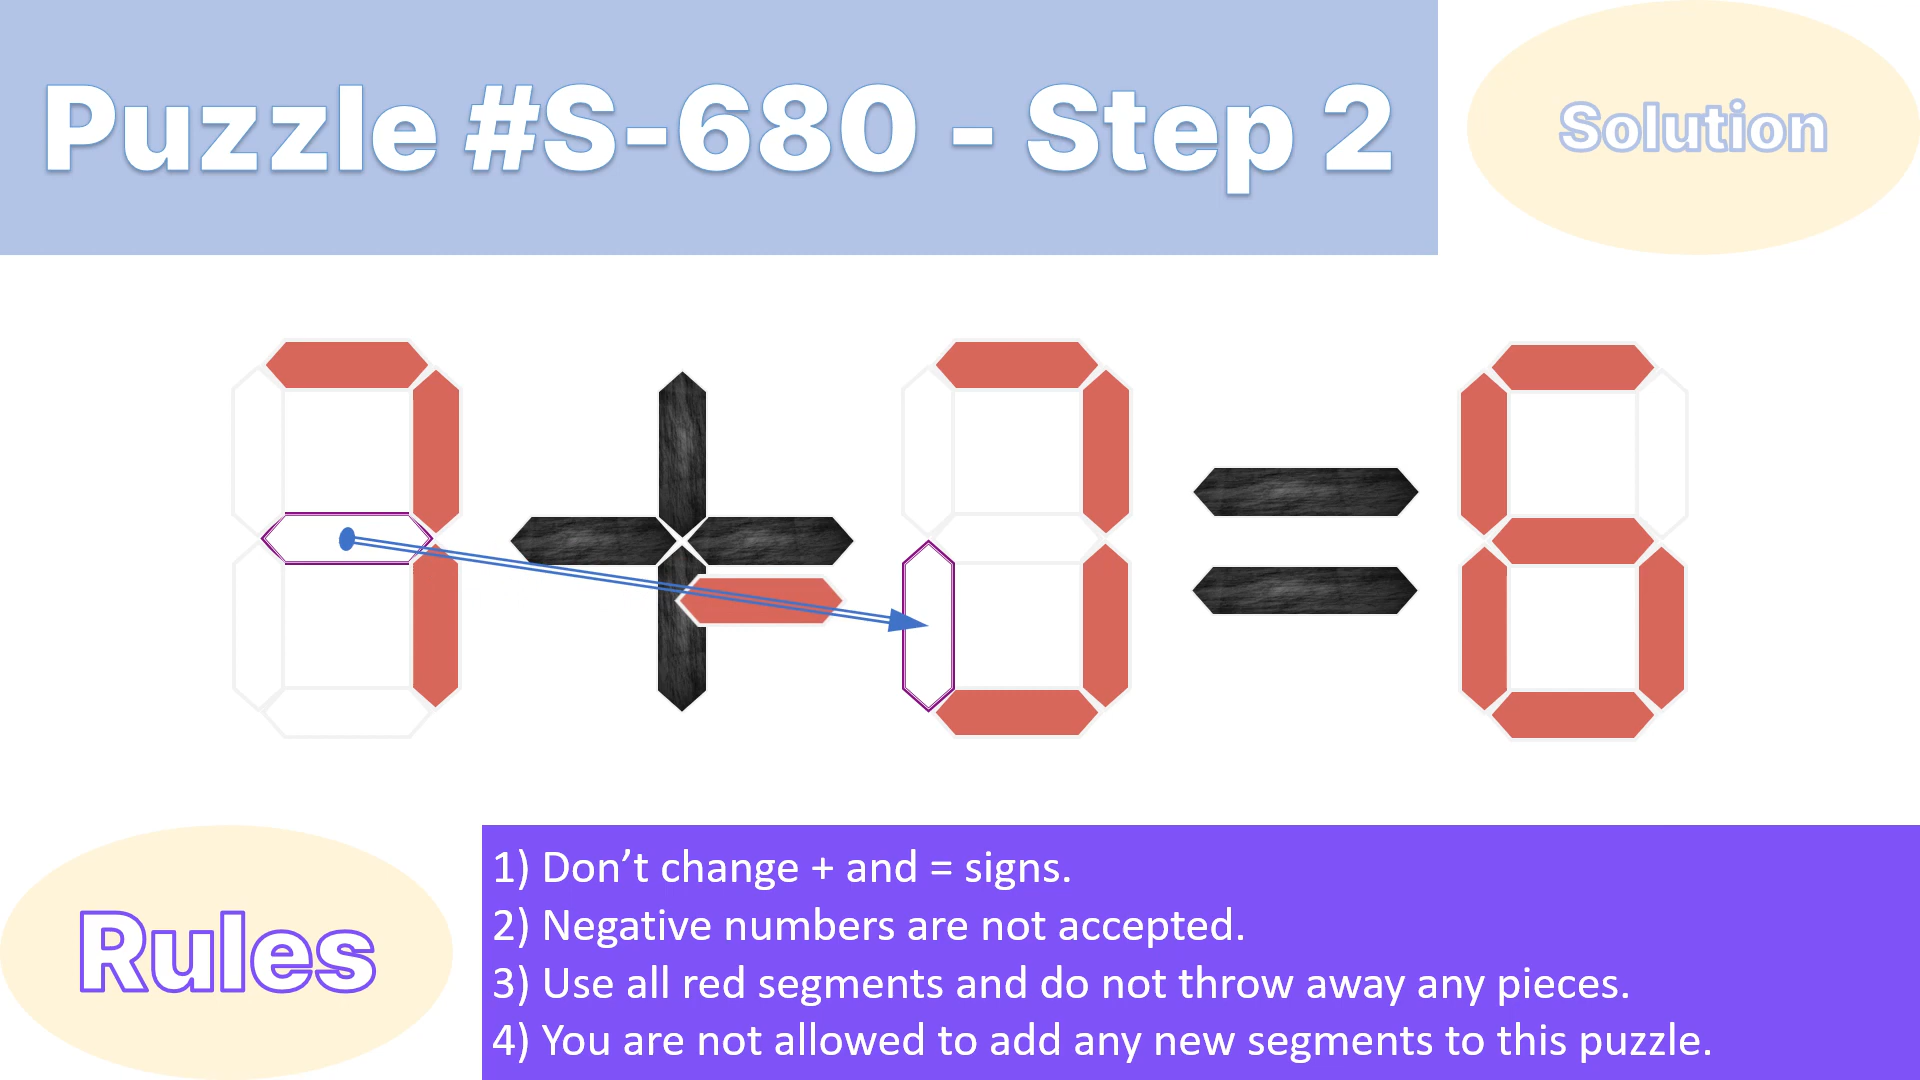 Puzzle #S-680 - Step 2
Solution
Rules
1) Don’t change + and = signs.
2) Negative numbers are not accepted.
3) Use all red segments and do not throw away any pieces.
4) You are not allowed to add any new segments to this puzzle.